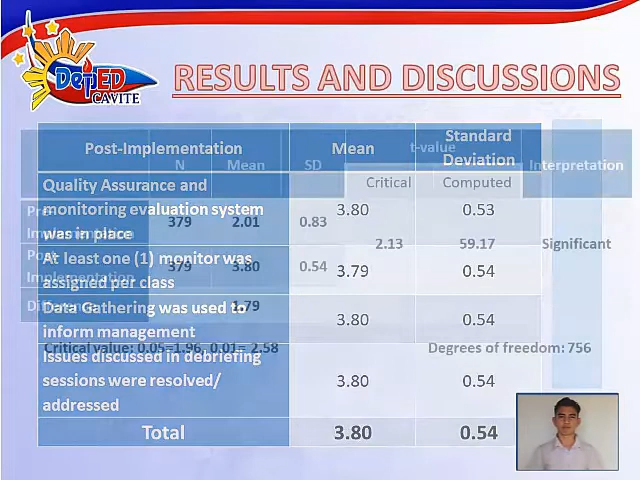 DepED
CAVITE
RESULTS AND DISCUSSIONS
Post-Implementation Mean Standard Deviation
Quality Assurance and monitoring evaluation system was in place 3.80 0.53
At least one (1) monitor was assigned per class 3.79 0.54
Data Gathering was used to inform management 3.80 0.54
Issues discussed in debriefing sessions were resolved/ addressed 3.80 0.54
Total 3.80 0.54
N Mean SD t-value Interpretation
Critical Computed
Pre-Implementation 379 2.01 0.83
2.13 59.17 Significant
Post-Implementation 379 3.80 0.54
Difference 1.79
Critical value: 0.05=1.96, 0.01= 2.58 Degrees of freedom: 756